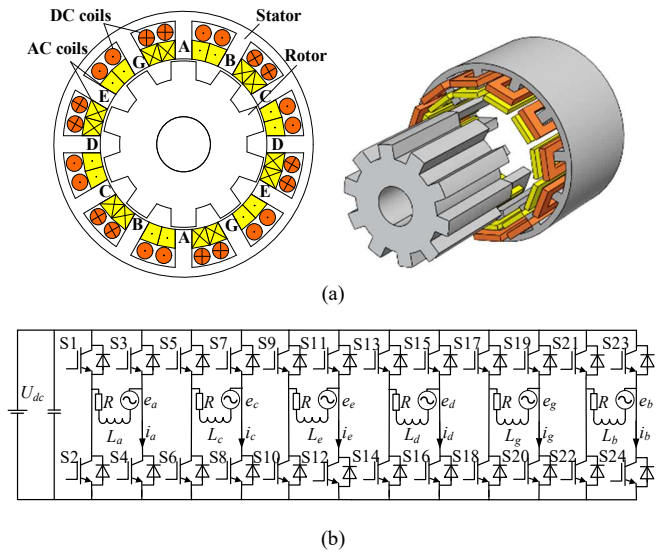 DC coils
Stator
AC coils
Rotor
A
G
B
E
C
D
D
C
E
B
G
A
(a)
S1 S3 S5 S7 S9 S11 S13 S15 S17 S19 S21 S23
U_dc
R e_a R e_c R e_e R e_d R e_g R e_b
L_a i_a L_c i_c L_e i_e L_d i_d L_g i_g L_b i_b
S2 S4 S6 S8 S10 S12 S14 S16 S18 S20 S22 S24
(b)